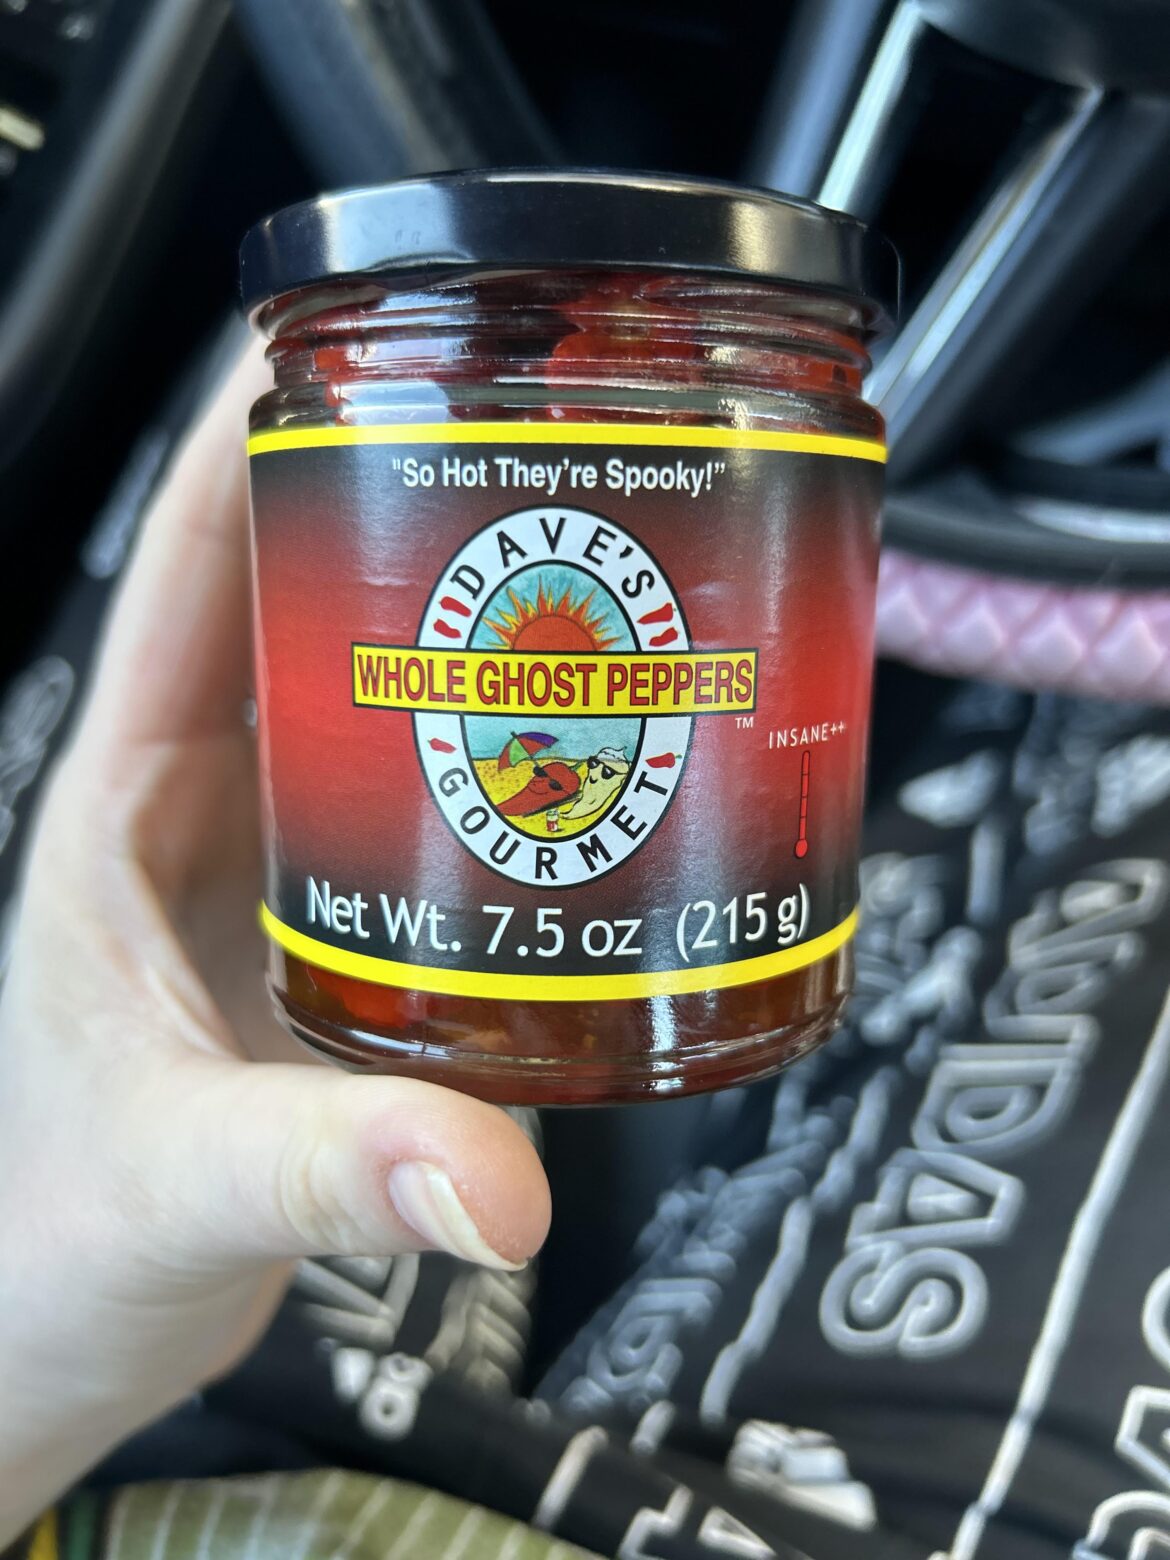 "So Hot They’re Spooky!”
DAVE'S
WHOLE GHOST PEPPERS
TM
INSANE++
GOURMET
Net Wt. 7.5 oz (215 g)